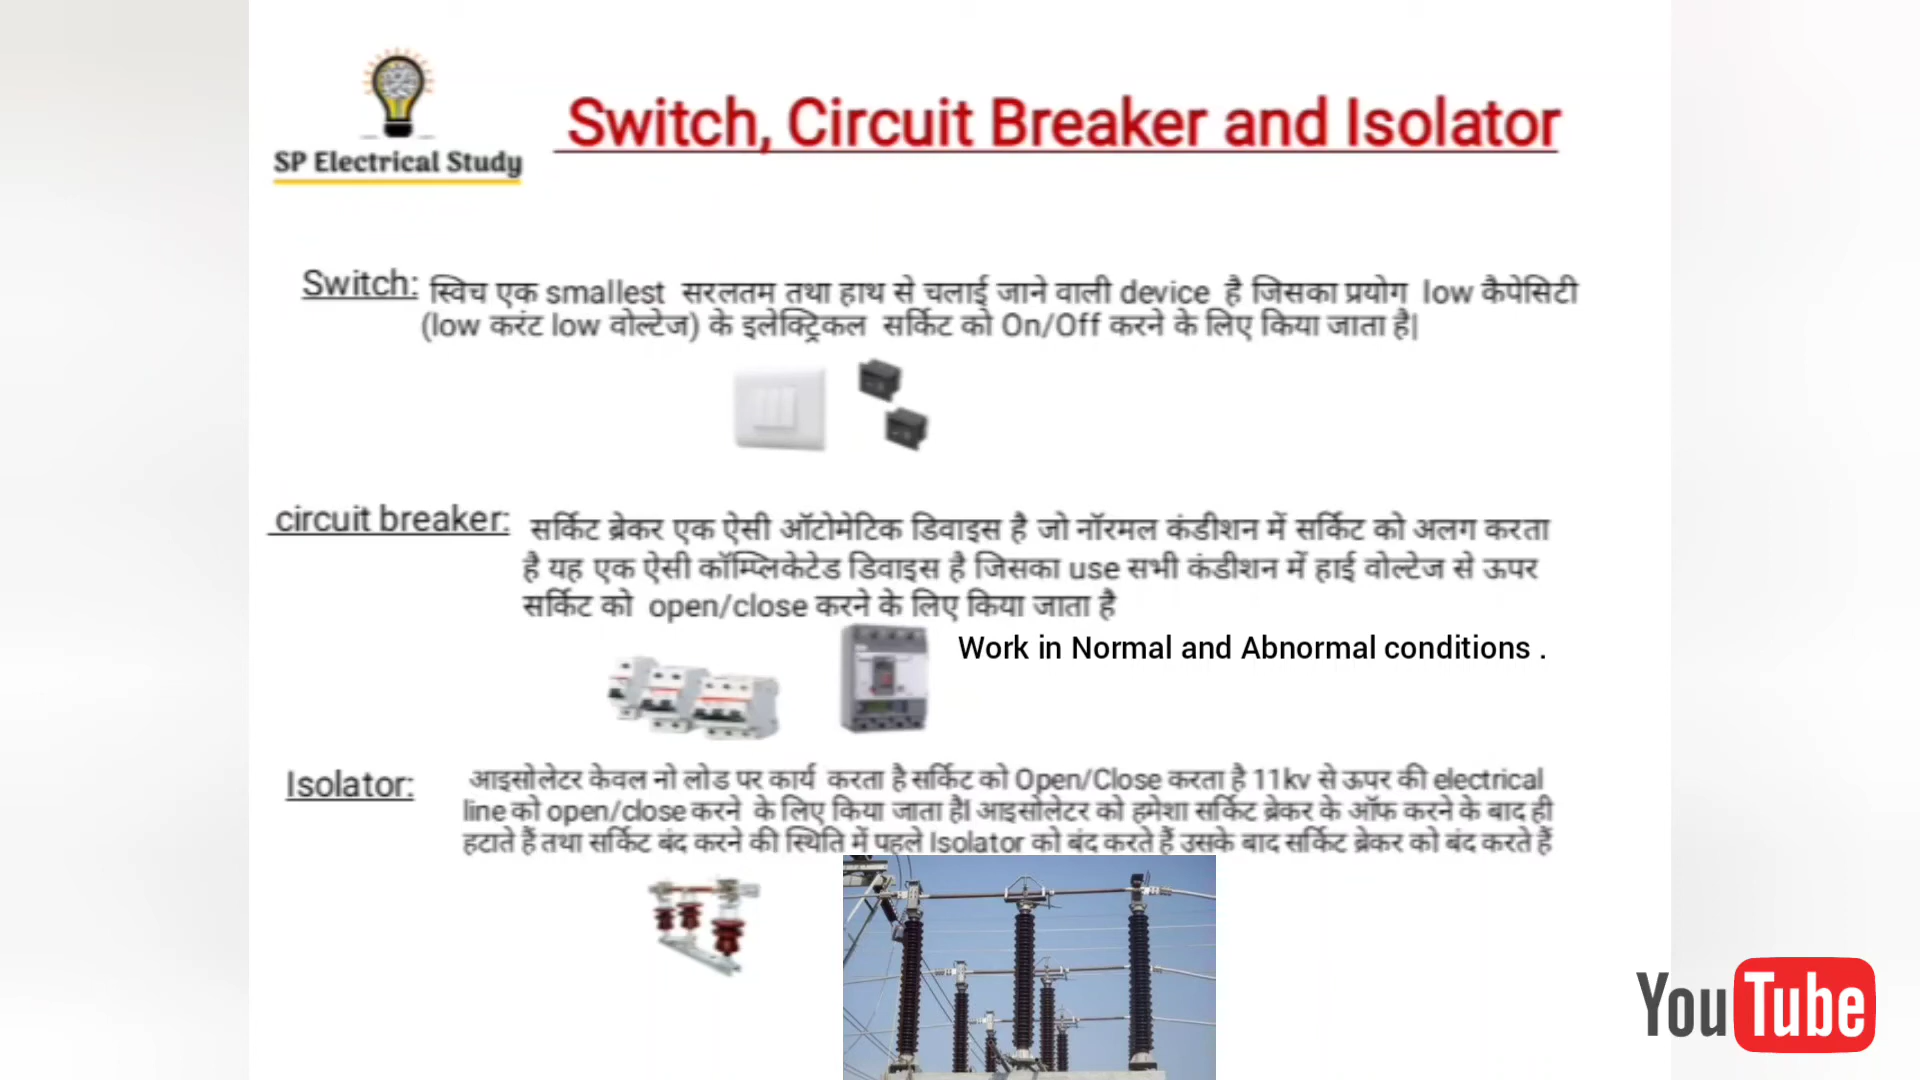 SP Electrical Study
Switch, Circuit Breaker and Isolator
Switch: स्विच एक smallest सरलतम तथा हाथ से चलाई जाने वाली device है जिसका प्रयोग low कैपेसिटी
(low करंट low वोल्टेज) के इलेक्ट्रिकल सर्किट को On/Off करने के लिए किया जाता है|
circuit breaker: सर्किट ब्रेकर एक ऐसी ऑटोमेटिक डिवाइस है जो नॉरमल कंडीशन में सर्किट को अलग करता
है यह एक ऐसी कॉम्प्लिकेटेड डिवाइस है जिसका use सभी कंडीशन में हाई वोल्टेज से ऊपर
सर्किट को open/close करने के लिए किया जाता है
Work in Normal and Abnormal conditions .
Isolator: आइसोलेटर केवल नो लोड पर कार्य करता है सर्किट को Open/Close करता है 11kv से ऊपर की electrical
line को open/close करने के लिए किया जाता है। आइसोलेटर को हमेशा सर्किट ब्रेकर के ऑफ करने के बाद ही
हटाते हैं तथा सर्किट बंद करने की स्थिति में पहले Isolator को बंद करते हैं उसके बाद सर्किट ब्रेकर को बंद करते हैं
YouTube